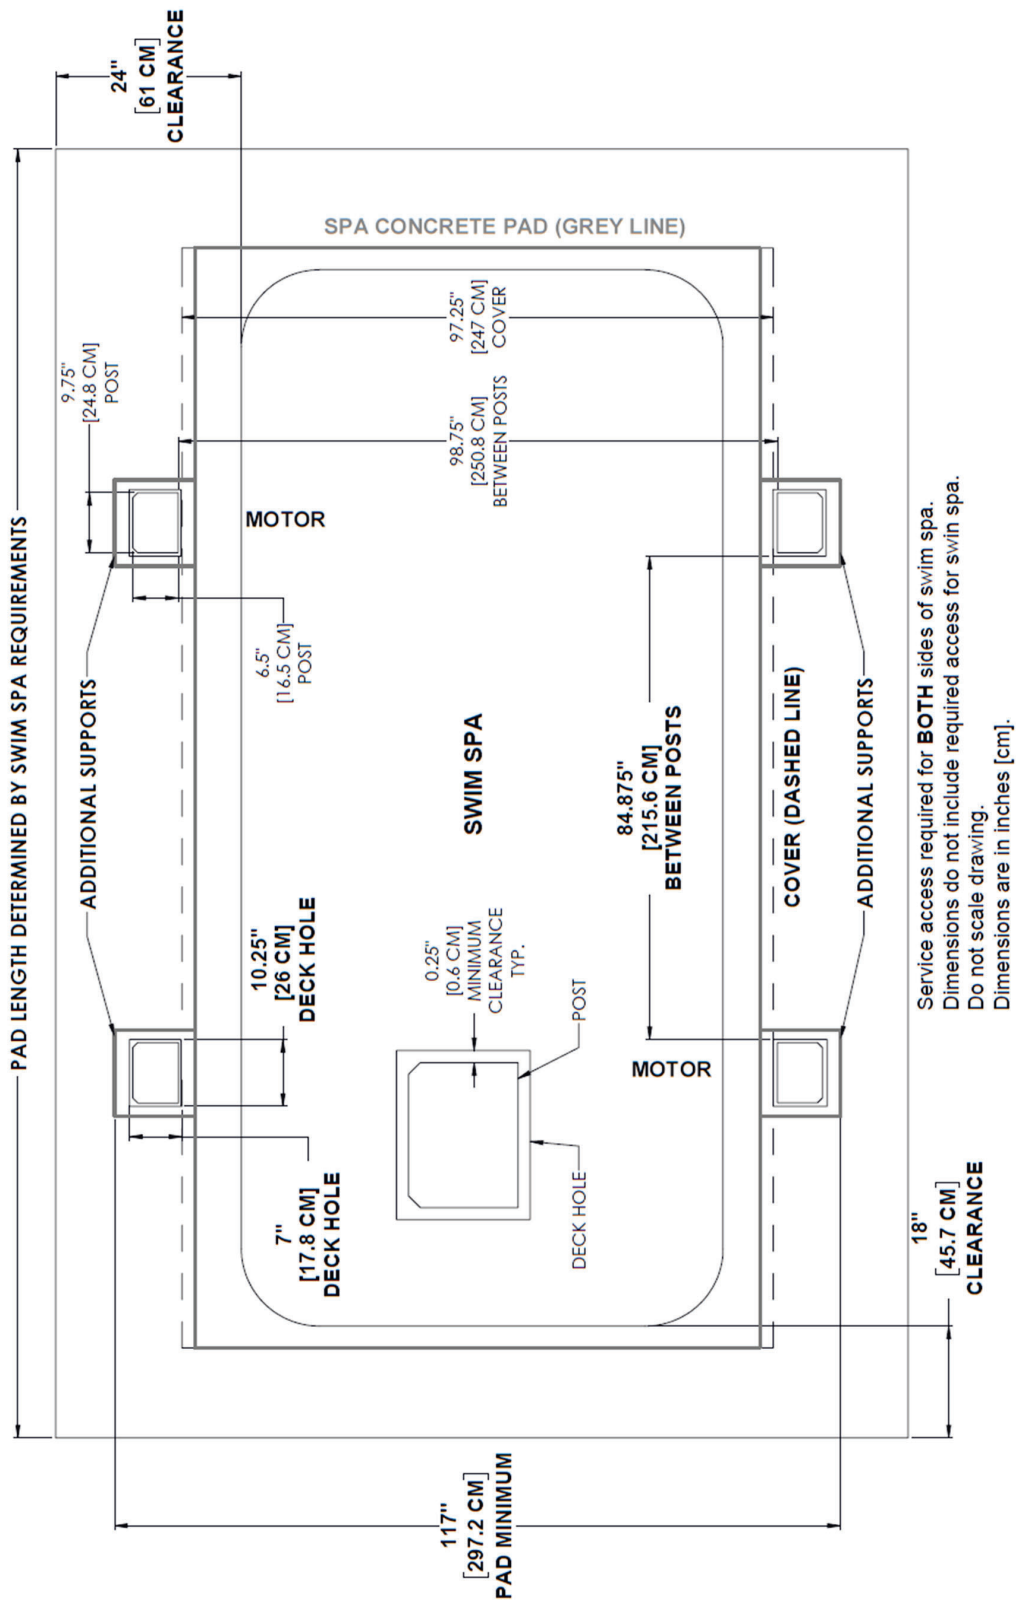 PAD LENGTH DETERMINED BY SWIM SPA REQUIREMENTS
24"
[61 CM]
CLEARANCE
ADDITIONAL SUPPORTS
9.75"
[24.8 CM]
POST
SPA CONCRETE PAD (GREY LINE)
MOTOR
6.5"
[16.5 CM]
POST
10.25"
[26 CM]
DECK HOLE
7"
[17.8 CM]
DECK HOLE
97.25"
[247 CM]
COVER
98.75"
[250.8 CM]
BETWEEN POSTS
SWIM SPA
0.25"
[0.6 CM]
MINIMUM
CLEARANCE
TYP.
POST
DECK HOLE
84.875"
[215.6 CM]
BETWEEN POSTS
MOTOR
COVER (DASHED LINE)
ADDITIONAL SUPPORTS
117"
[297.2 CM]
PAD MINIMUM
18"
[45.7 CM]
CLEARANCE
Service access required for BOTH sides of swim spa.
Dimensions do not include required access for swin spa.
Do not scale drawing.
Dimensions are in inches [cm].